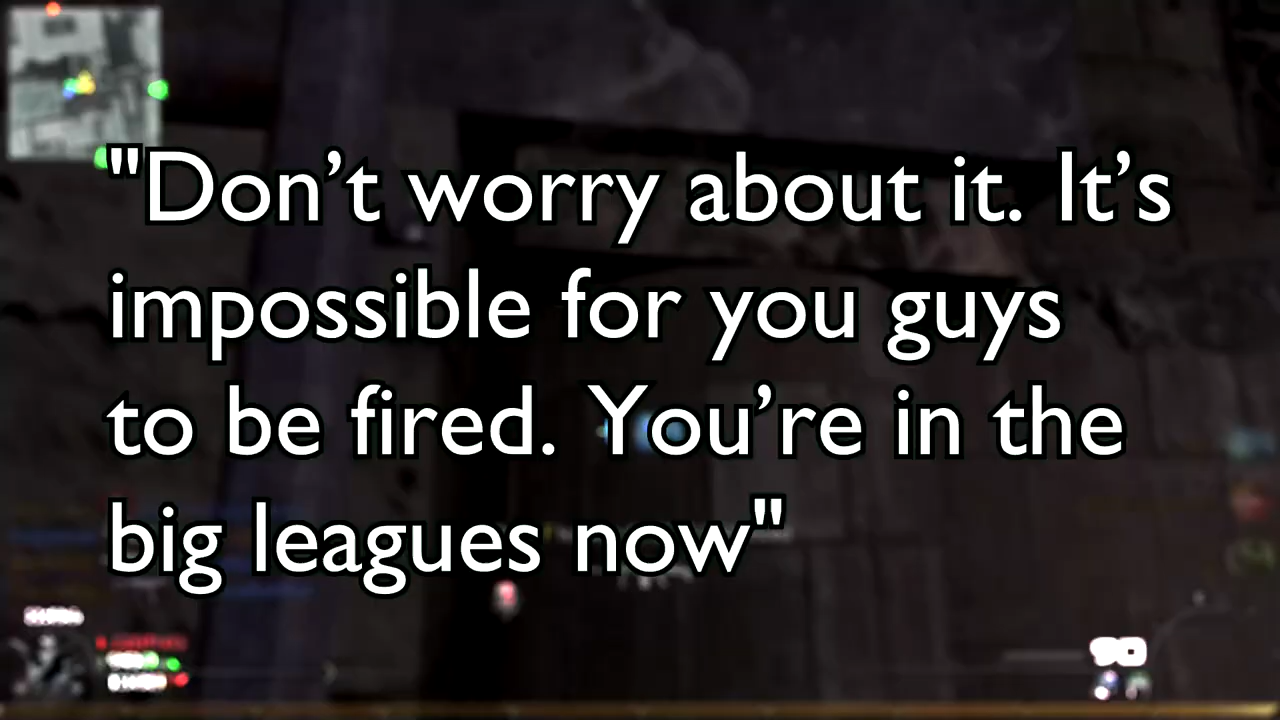 "Don’t worry about it. It’s
impossible for you guys
to be fired. You’re in the
big leagues now"
90